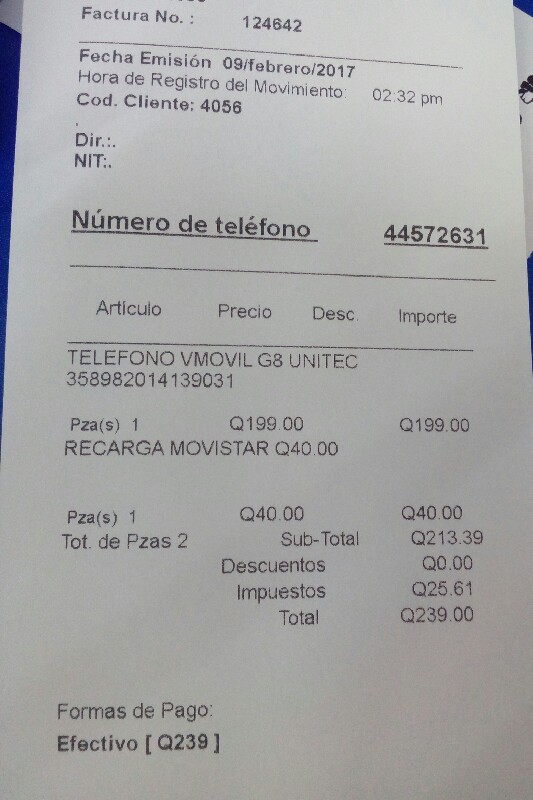 Factura No. : 124642
Fecha Emisión 09/febrero/2017
Hora de Registro del Movimiento: 02:32 pm
Cod. Cliente: 4056
.
Dir.:.
NIT:.
Número de teléfono 44572631
Artículo Precio Desc. Importe
TELEFONO VMOVIL G8 UNITEC
358982014139031
Pza(s) 1 Q199.00 Q199.00
RECARGA MOVISTAR Q40.00
Pza(s) 1 Q40.00 Q40.00
Tot. de Pzas 2 Sub-Total Q213.39
Descuentos Q0.00
Impuestos Q25.61
Total Q239.00
Formas de Pago:
Efectivo [ Q239 ]